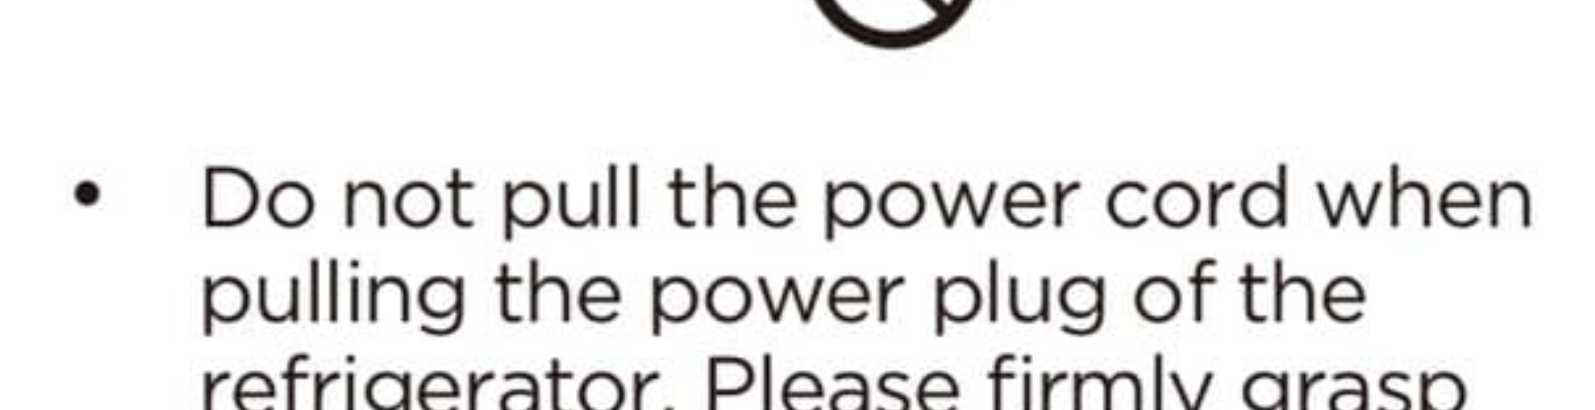 • Do not pull the power cord when
pulling the power plug of the
refrigerator. Please firmly grasp